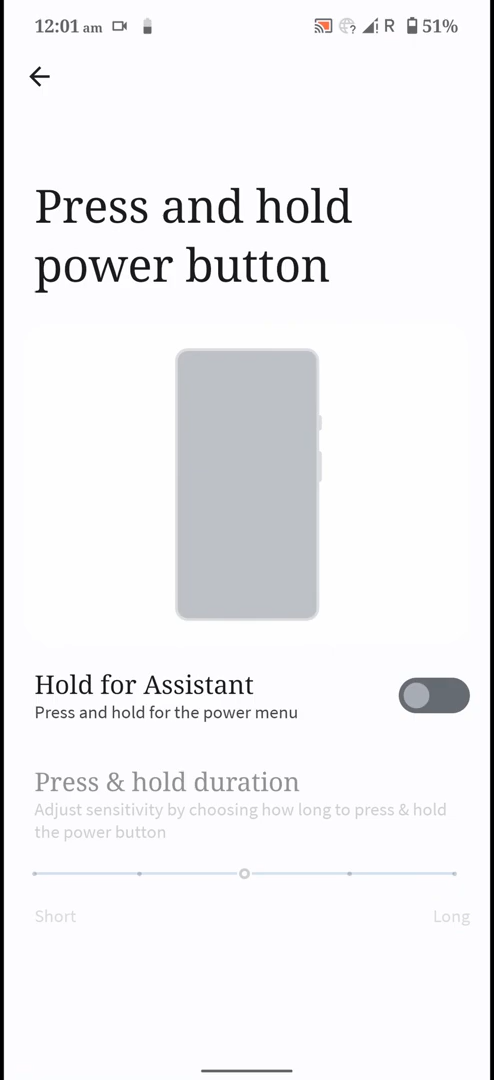 12:01 am R 51%
Press and hold
power button
Hold for Assistant
Press and hold for the power menu
Press & hold duration
Adjust sensitivity by choosing how long to press & hold
the power button
Short Long